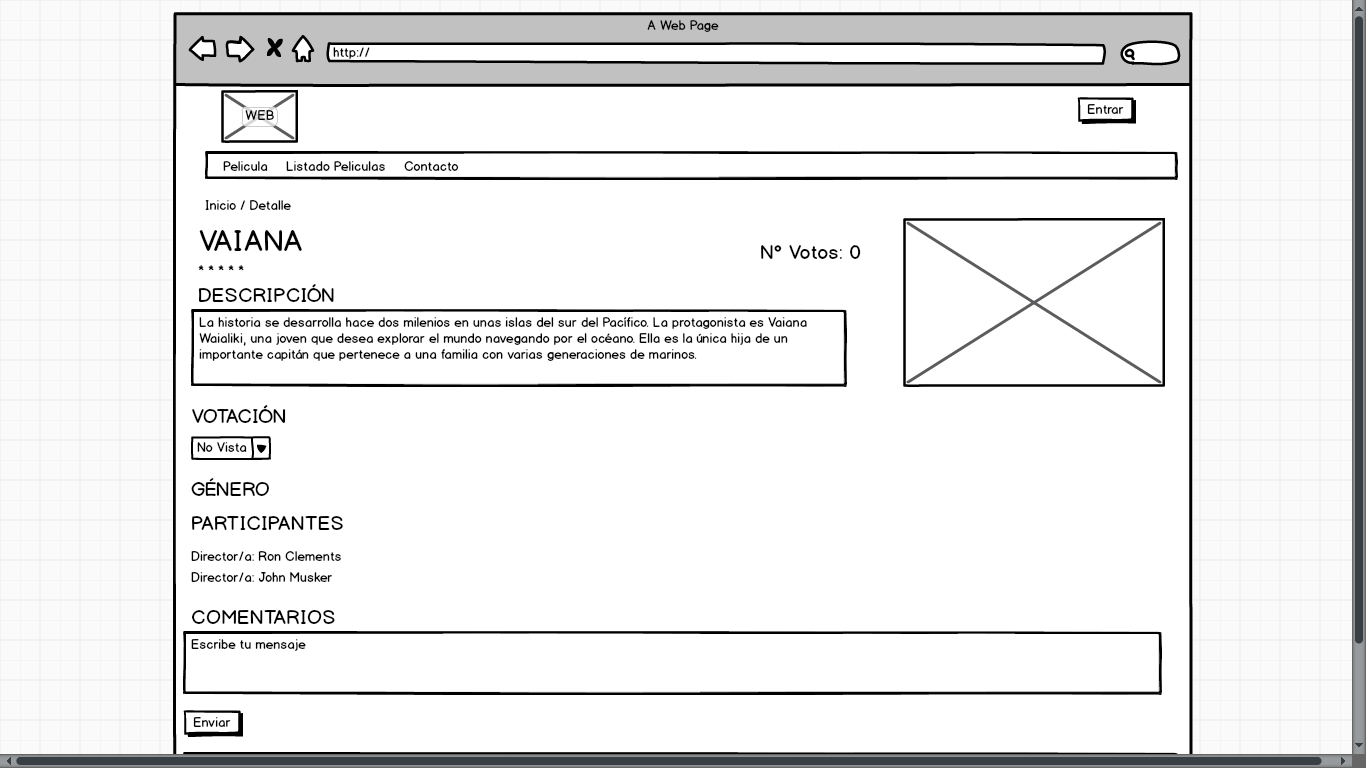 A Web Page
http://
WEB
Entrar
Pelicula Listado Peliculas Contacto
Inicio / Detalle
VAIANA
Nº Votos: 0
* * * * *
DESCRIPCIÓN
La historia se desarrolla hace dos milenios en unas islas del sur del Pacífico. La protagonista es Vaiana
Waialiki, una joven que desea explorar el mundo navegando por el océano. Ella es la única hija de un
importante capitán que pertenece a una familia con varias generaciones de marinos.
VOTACIÓN
No Vista
GÉNERO
PARTICIPANTES
Director/a: Ron Clements
Director/a: John Musker
COMENTARIOS
Escribe tu mensaje
Enviar